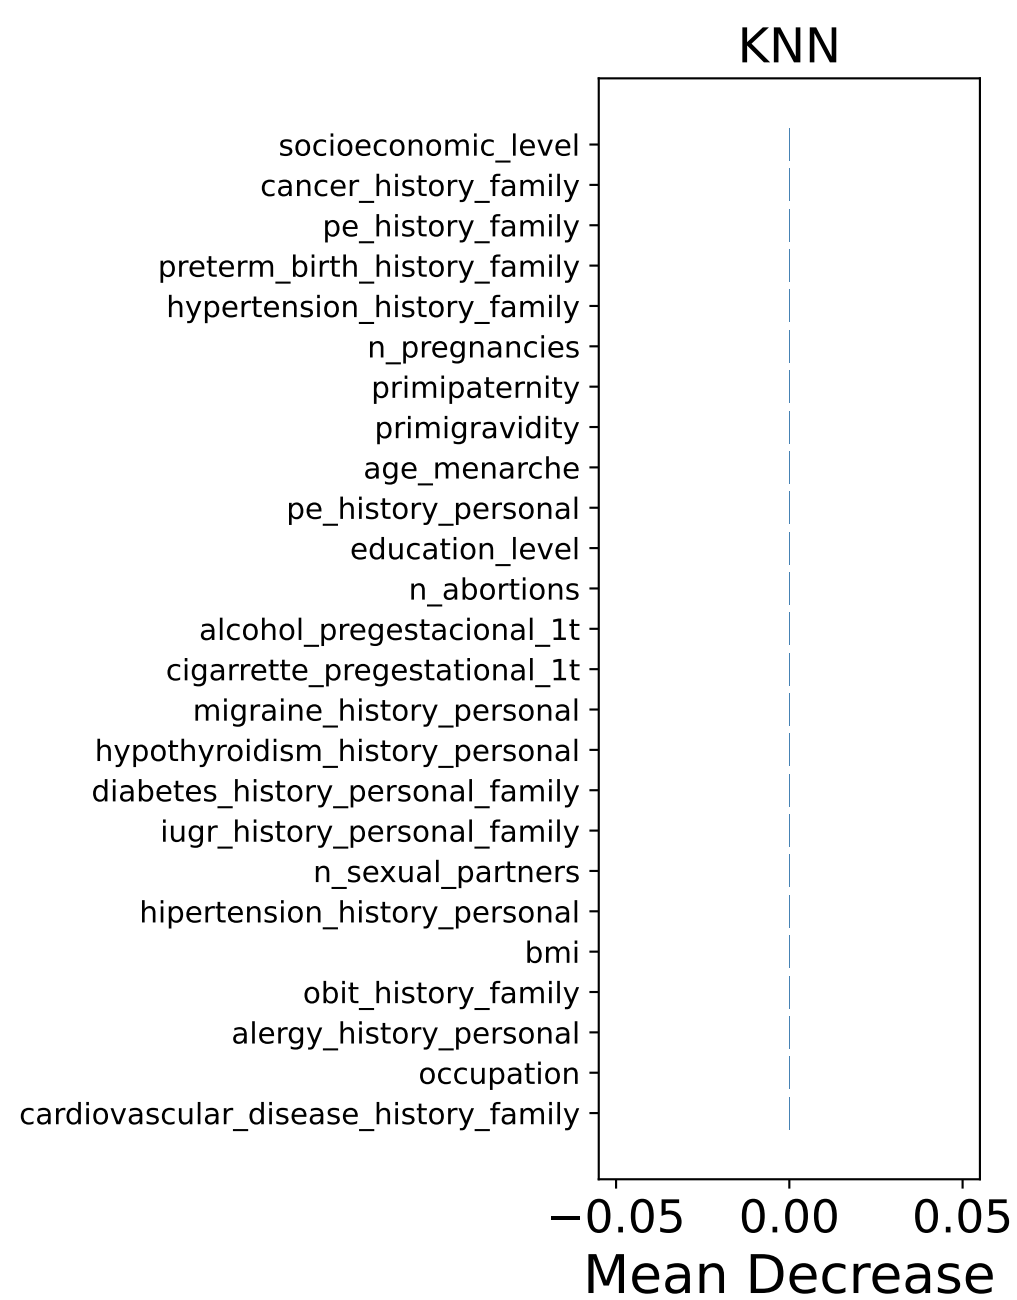 KNN
socioeconomic_level
cancer_history_family
pe_history_family
preterm_birth_history_family
hypertension_history_family
n_pregnancies
primipaternity
primigravidity
age_menarche
pe_history_personal
education_level
n_abortions
alcohol_pregestacional_1t
cigarrette_pregestational_1t
migraine_history_personal
hypothyroidism_history_personal
diabetes_history_personal_family
iugr_history_personal_family
n_sexual_partners
hipertension_history_personal
bmi
obit_history_family
alergy_history_personal
occupation
cardiovascular_disease_history_family
−0.05 0.00 0.05
Mean Decrease